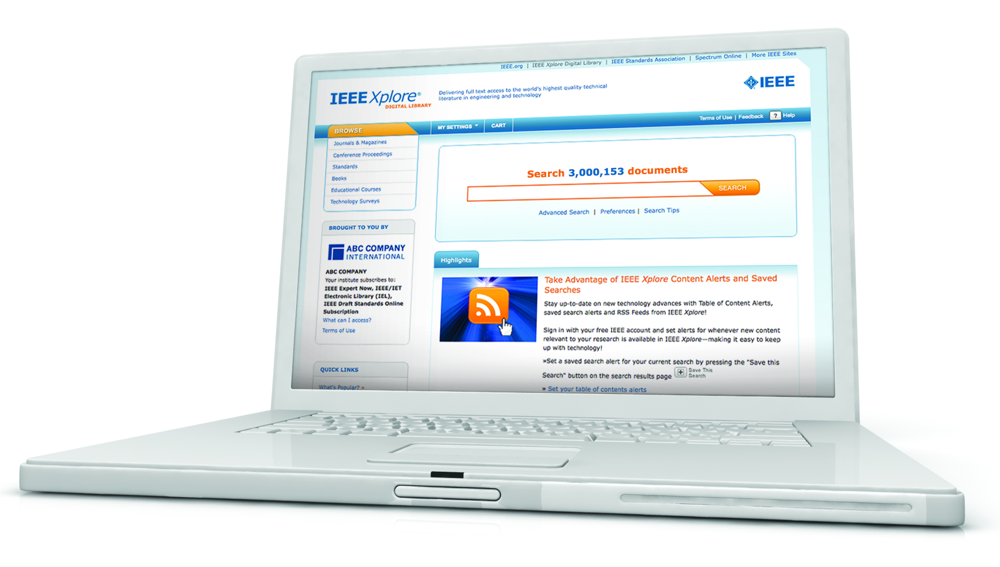 IEEE.org | IEEE Xplore Digital Library | IEEE Standards Association | Spectrum Online | More IEEE Sites
IEEE Xplore®
DIGITAL LIBRARY
Delivering full text access to the world's highest quality technical
literature in engineering and technology
IEEE
BROWSE
MY SETTINGS
CART
Terms of Use | Feedback
? Help
Journals & Magazines
Conference Proceedings
Standards
Books
Educational Courses
Technology Surveys
Search 3,000,153 documents
SEARCH
Advanced Search | Preferences | Search Tips
BROUGHT TO YOU BY
ABC COMPANY
INTERNATIONAL
ABC COMPANY
Your institute subscribes to:
IEEE Expert Now, IEEE/IET
Electronic Library (IEL),
IEEE Draft Standards Online
Subscription
What can I access?
Terms of Use
QUICK LINKS
What's Popular? »
Highlights
Take Advantage of IEEE Xplore Content Alerts and Saved
Searches
Stay up-to-date on new technology advances with Table of Content Alerts,
saved search alerts and RSS Feeds from IEEE Xplore!
Sign in with your free IEEE account and set alerts for whenever new content
relevant to your research is available in IEEE Xplore—making it easy to keep
up with technology!
»Set a saved search alert for your current search by pressing the "Save this
Search" button on the search results page
Save This
Search
» Set your table of contents alerts